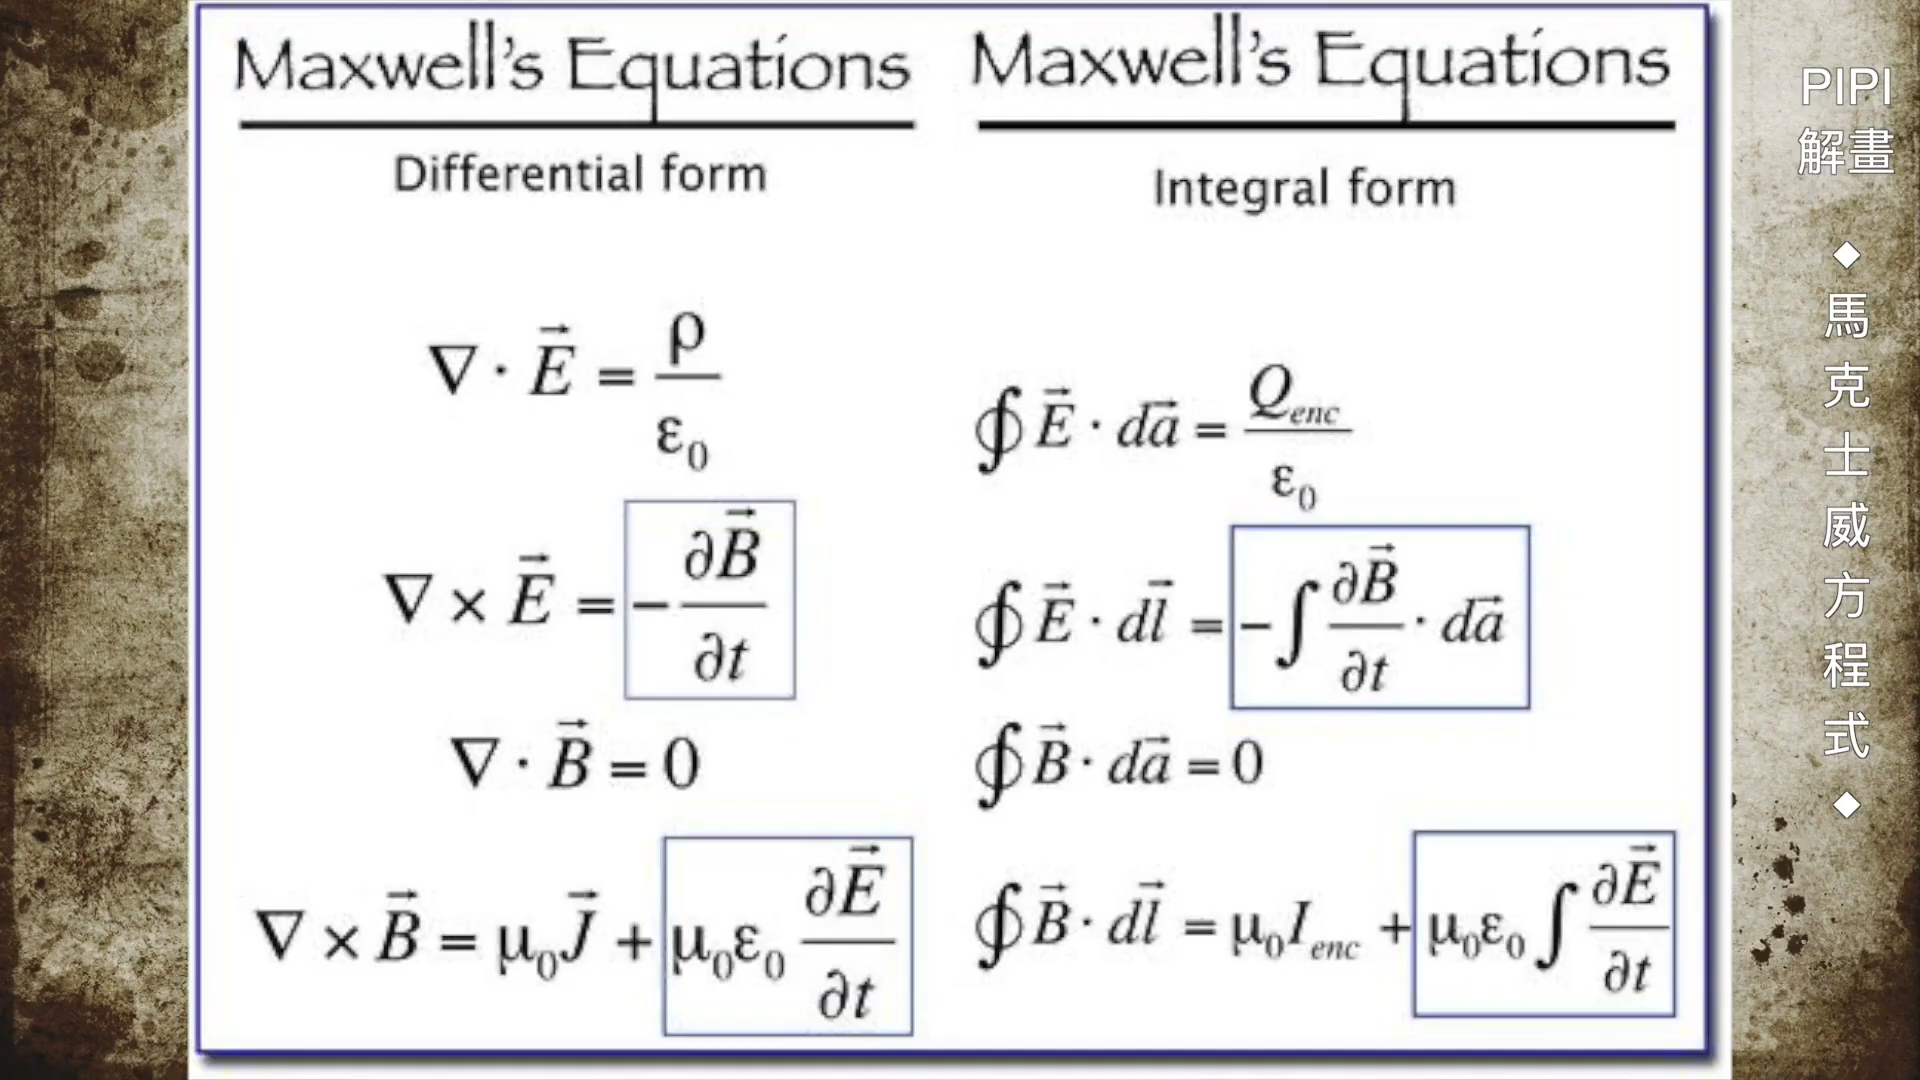 Maxwell's Equations
Differential form
∇ · E⃗ = ρ / ε₀
∇ × E⃗ = − ∂B⃗ / ∂t
∇ · B⃗ = 0
∇ × B⃗ = μ₀J⃗ + μ₀ε₀ ∂E⃗ / ∂t
Maxwell's Equations
Integral form
∮ E⃗ · da⃗ = Q_enc / ε₀
∮ E⃗ · dl⃗ = − ∫ ∂B⃗ / ∂t · da⃗
∮ B⃗ · da⃗ = 0
∮ B⃗ · dl⃗ = μ₀I_enc + μ₀ε₀ ∫ ∂E⃗ / ∂t
PIPI
解畫
◆馬克士威方程式◆